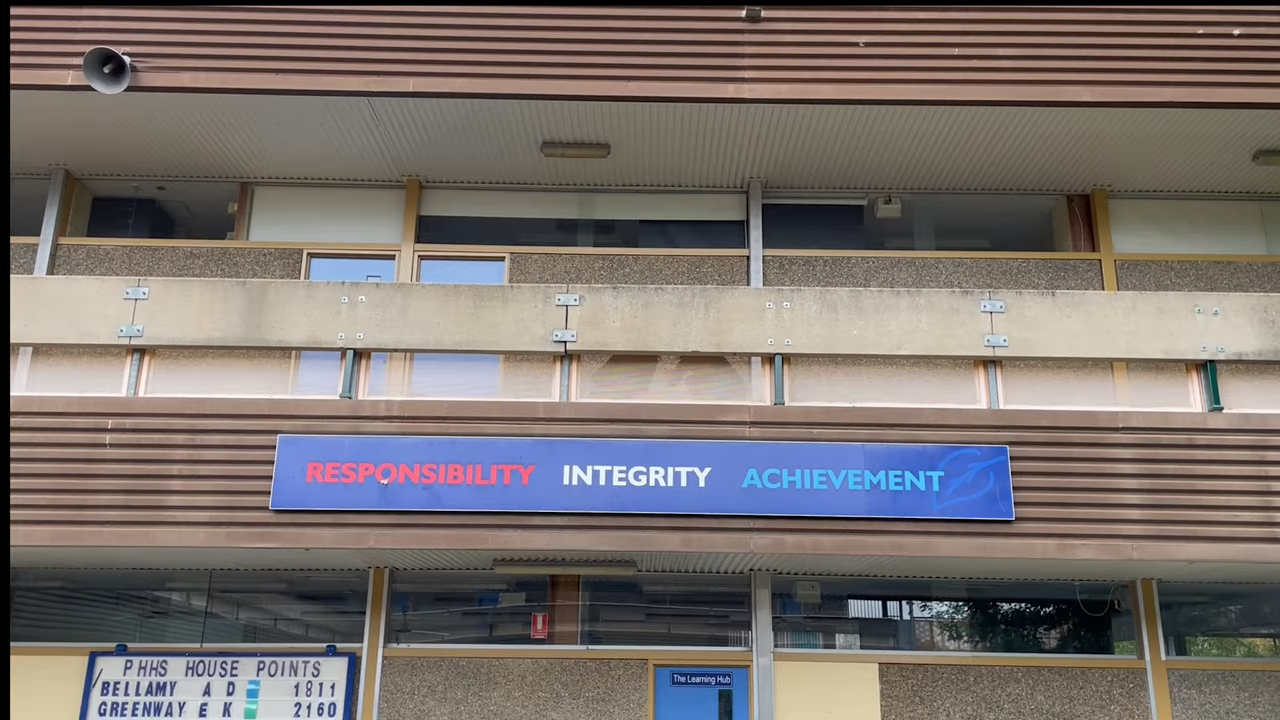 RESPONSIBILITY INTEGRITY ACHIEVEMENT
The Learning Hub
PHHS HOUSE POINTS
BELLAMY A D 1811
GREENWAY E K 2160